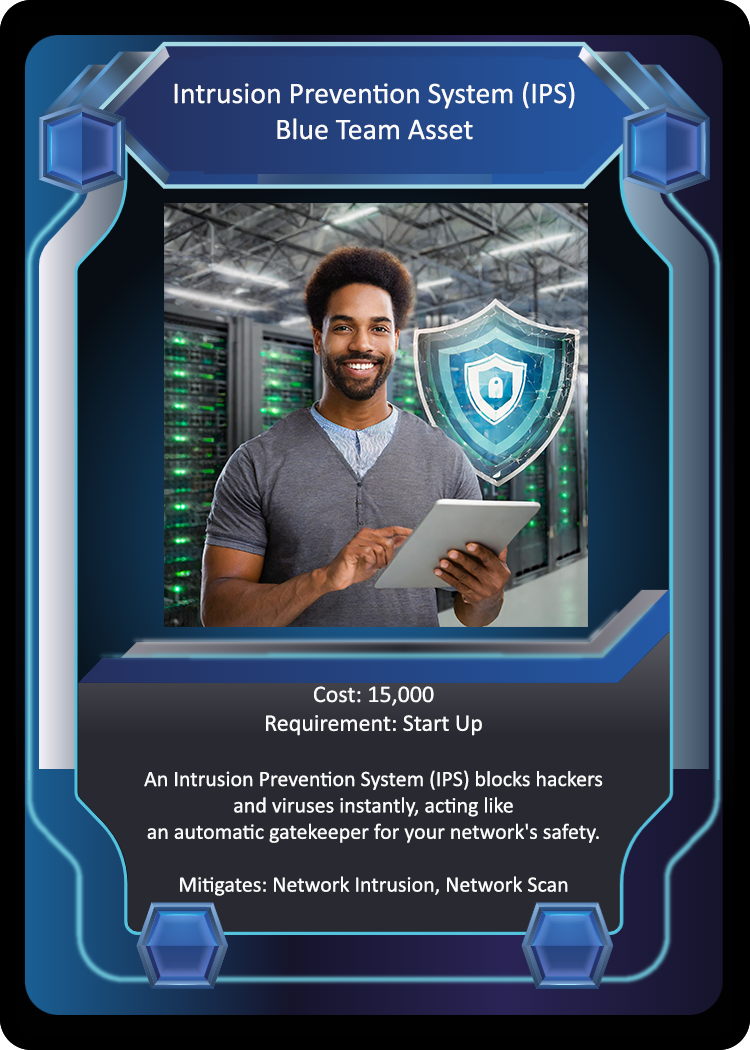 Intrusion Prevention System (IPS)
Blue Team Asset
Cost: 15,000
Requirement: Start Up
An Intrusion Prevention System (IPS) blocks hackers
and viruses instantly, acting like
an automatic gatekeeper for your network's safety.
Mitigates: Network Intrusion, Network Scan